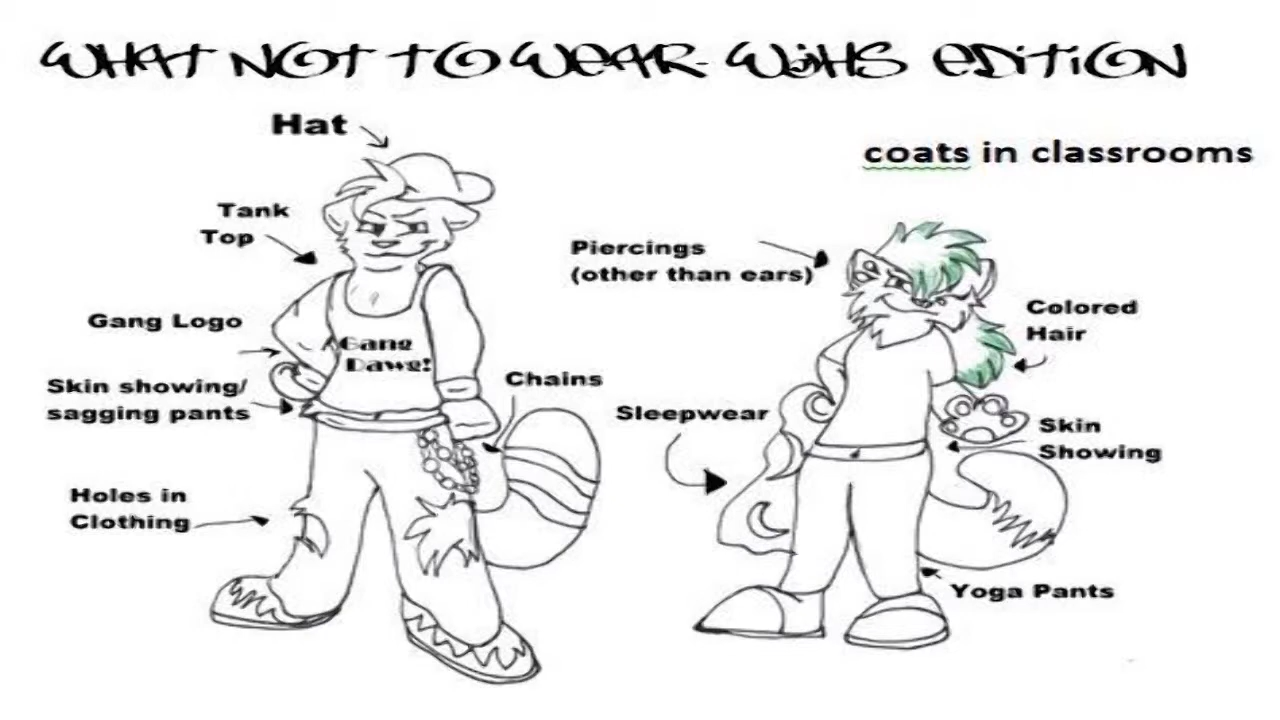 WHAT NOT TO WEAR- WJHS EDITION
Hat
coats in classrooms
Tank
Top
Piercings
(other than ears)
Gang Logo
Gang
Dawg!
Colored
Hair
Skin showing/
sagging pants
Chains
Sleepwear
Skin
Showing
Holes in
Clothing
Yoga Pants